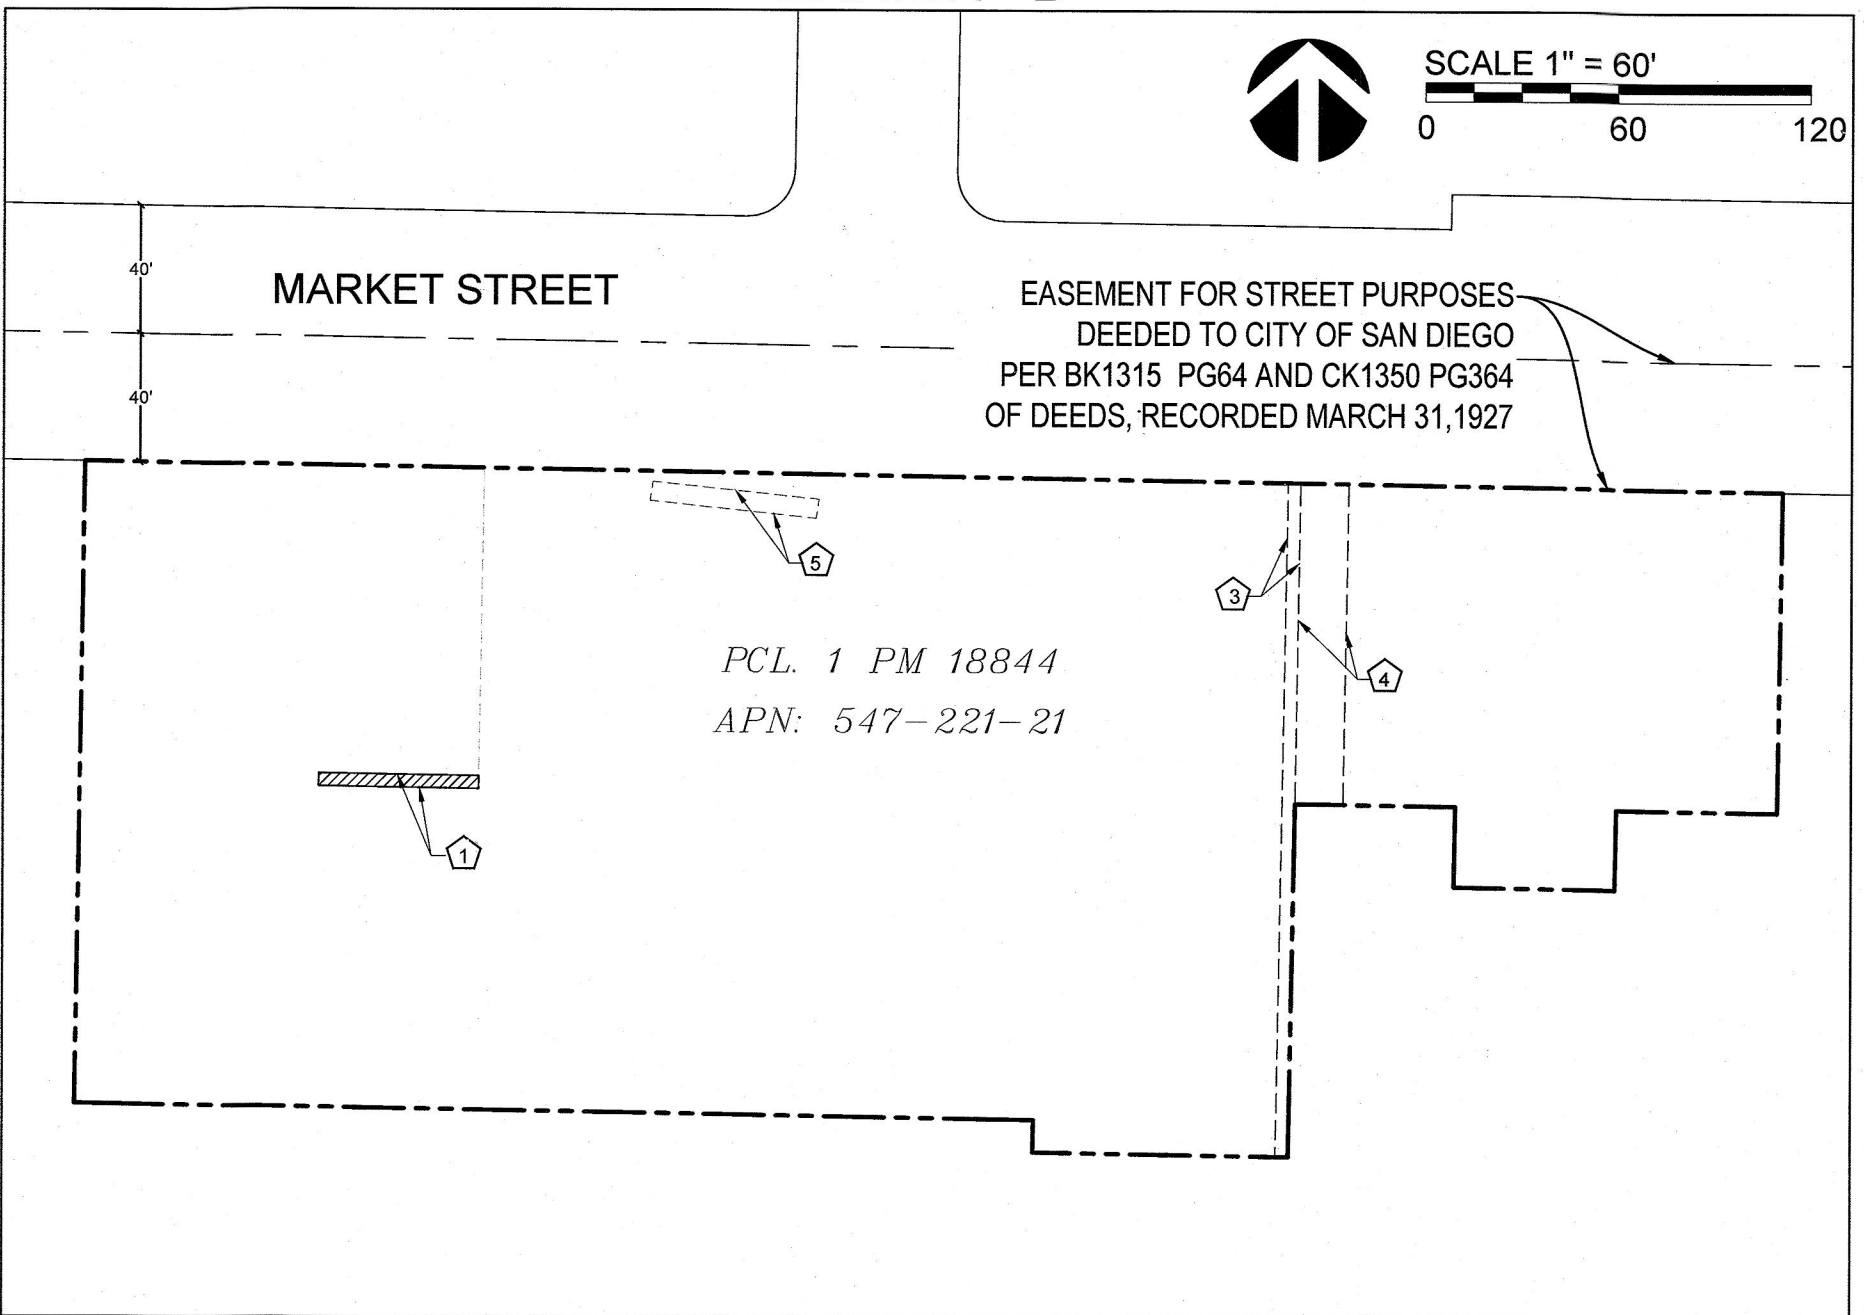 SCALE 1" = 60'
0 60 120
40'
MARKET STREET
40'
EASEMENT FOR STREET PURPOSES
DEEDED TO CITY OF SAN DIEGO
PER BK1315 PG64 AND CK1350 PG364
OF DEEDS, RECORDED MARCH 31,1927
5
3
4
PCL. 1 PM 18844
APN: 547-221-21
1